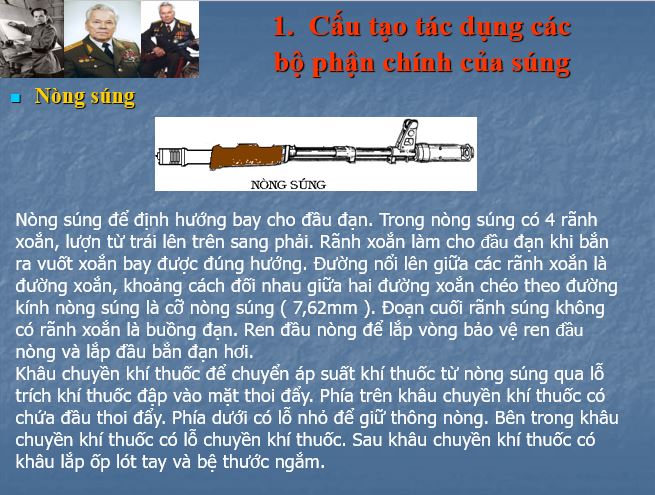 1. Cấu tạo tác dụng các
bộ phận chính của súng
Nòng súng
NÒNG SÚNG
Nòng súng để định hướng bay cho đầu đạn. Trong nòng súng có 4 rãnh
xoắn, lượn từ trái lên trên sang phải. Rãnh xoắn làm cho đầu đạn khi bắn
ra vuốt xoắn bay được đúng hướng. Đường nổi lên giữa các rãnh xoắn là
đường xoắn, khoảng cách đối nhau giữa hai đường xoắn chéo theo đường
kính nòng súng là cỡ nòng súng ( 7,62mm ). Đoạn cuối rãnh súng không
có rãnh xoắn là buồng đạn. Ren đầu nòng để lắp vòng bảo vệ ren đầu
nòng và lắp đầu bắn đạn hơi.
Khâu chuyền khí thuốc để chuyển áp suất khí thuốc từ nòng súng qua lỗ
trích khí thuốc đập vào mặt thoi đẩy. Phía trên khâu chuyền khí thuốc có
chứa đầu thoi đẩy. Phía dưới có lỗ nhỏ để giữ thông nòng. Bên trong khâu
chuyền khí thuốc có lỗ chuyền khí thuốc. Sau khâu chuyền khí thuốc có
khâu lắp ốp lót tay và bệ thước ngắm.